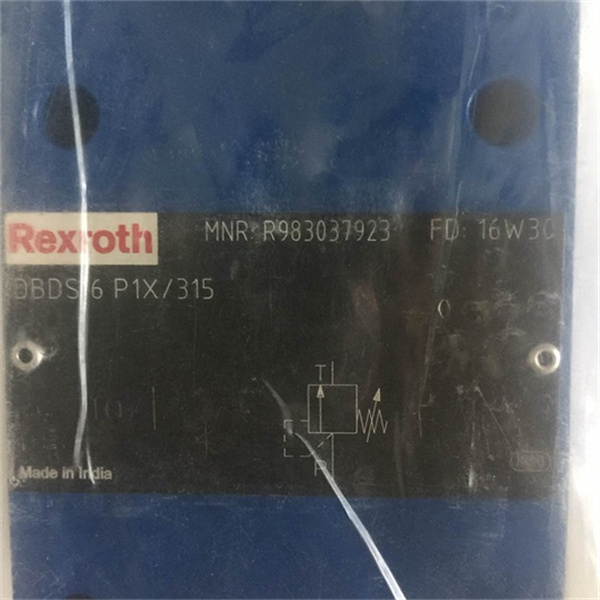 Rexroth MNR: R983037923 FD: 16W30
DBDS 6 P1X/315
T
P
Made in India